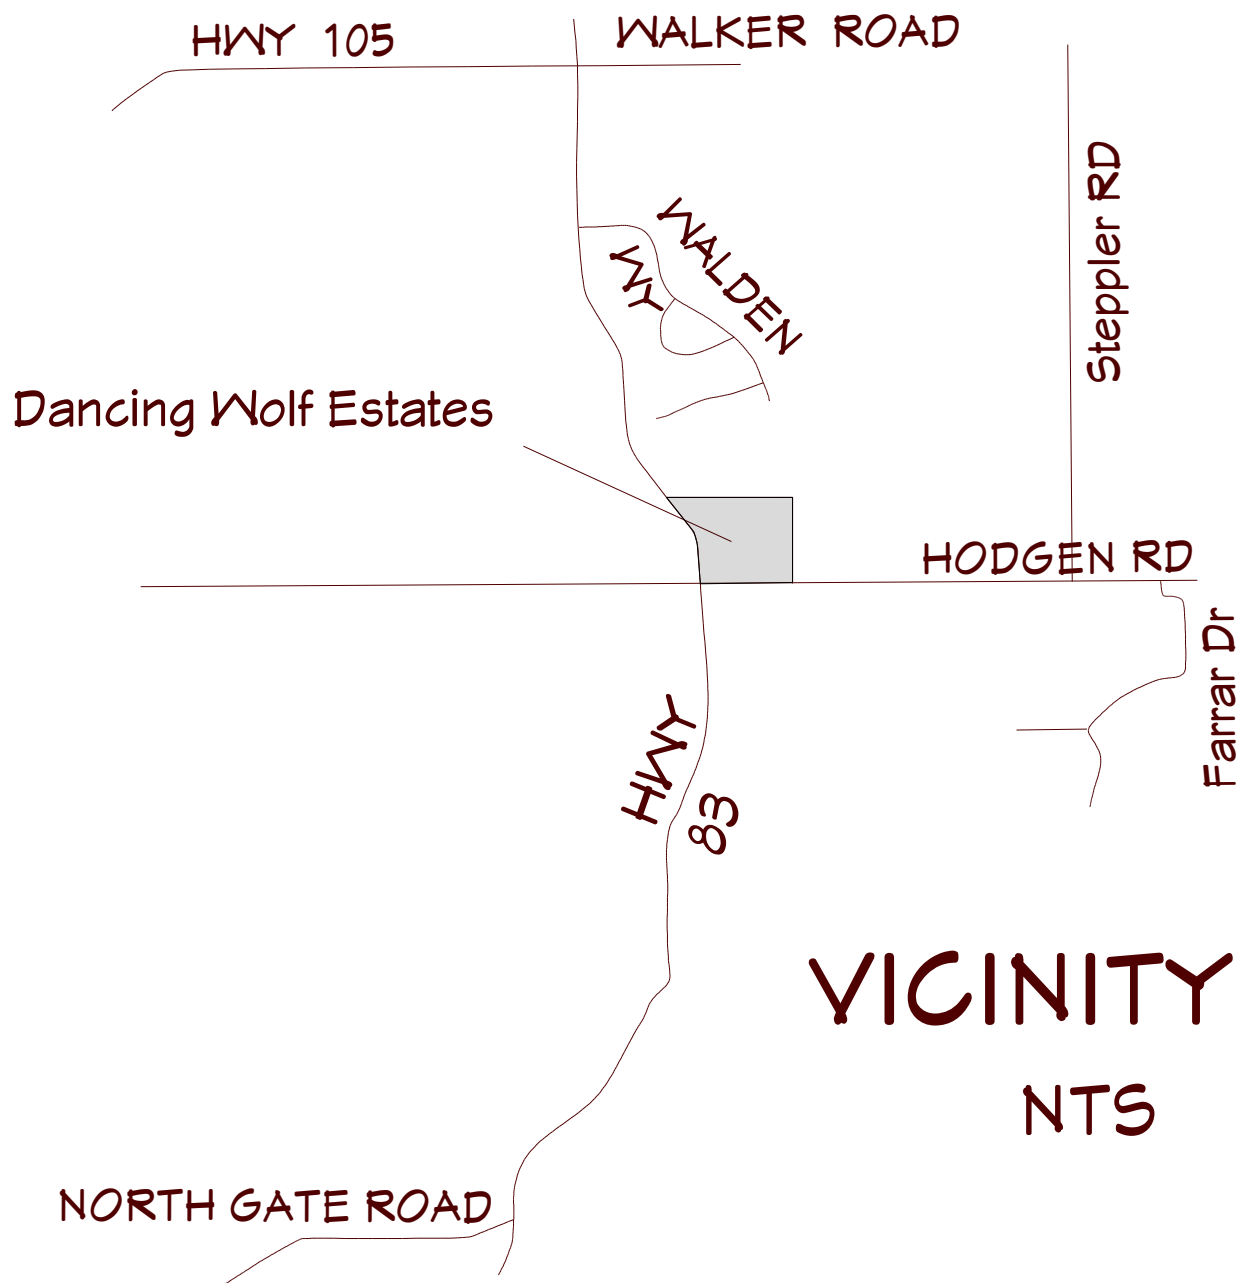 HWY 105
WALKER ROAD
Steppler RD
WALDEN
WY
Dancing Wolf Estates
HODGEN RD
Farrar Dr
HWY
83
VICINITY
NTS
NORTH GATE ROAD